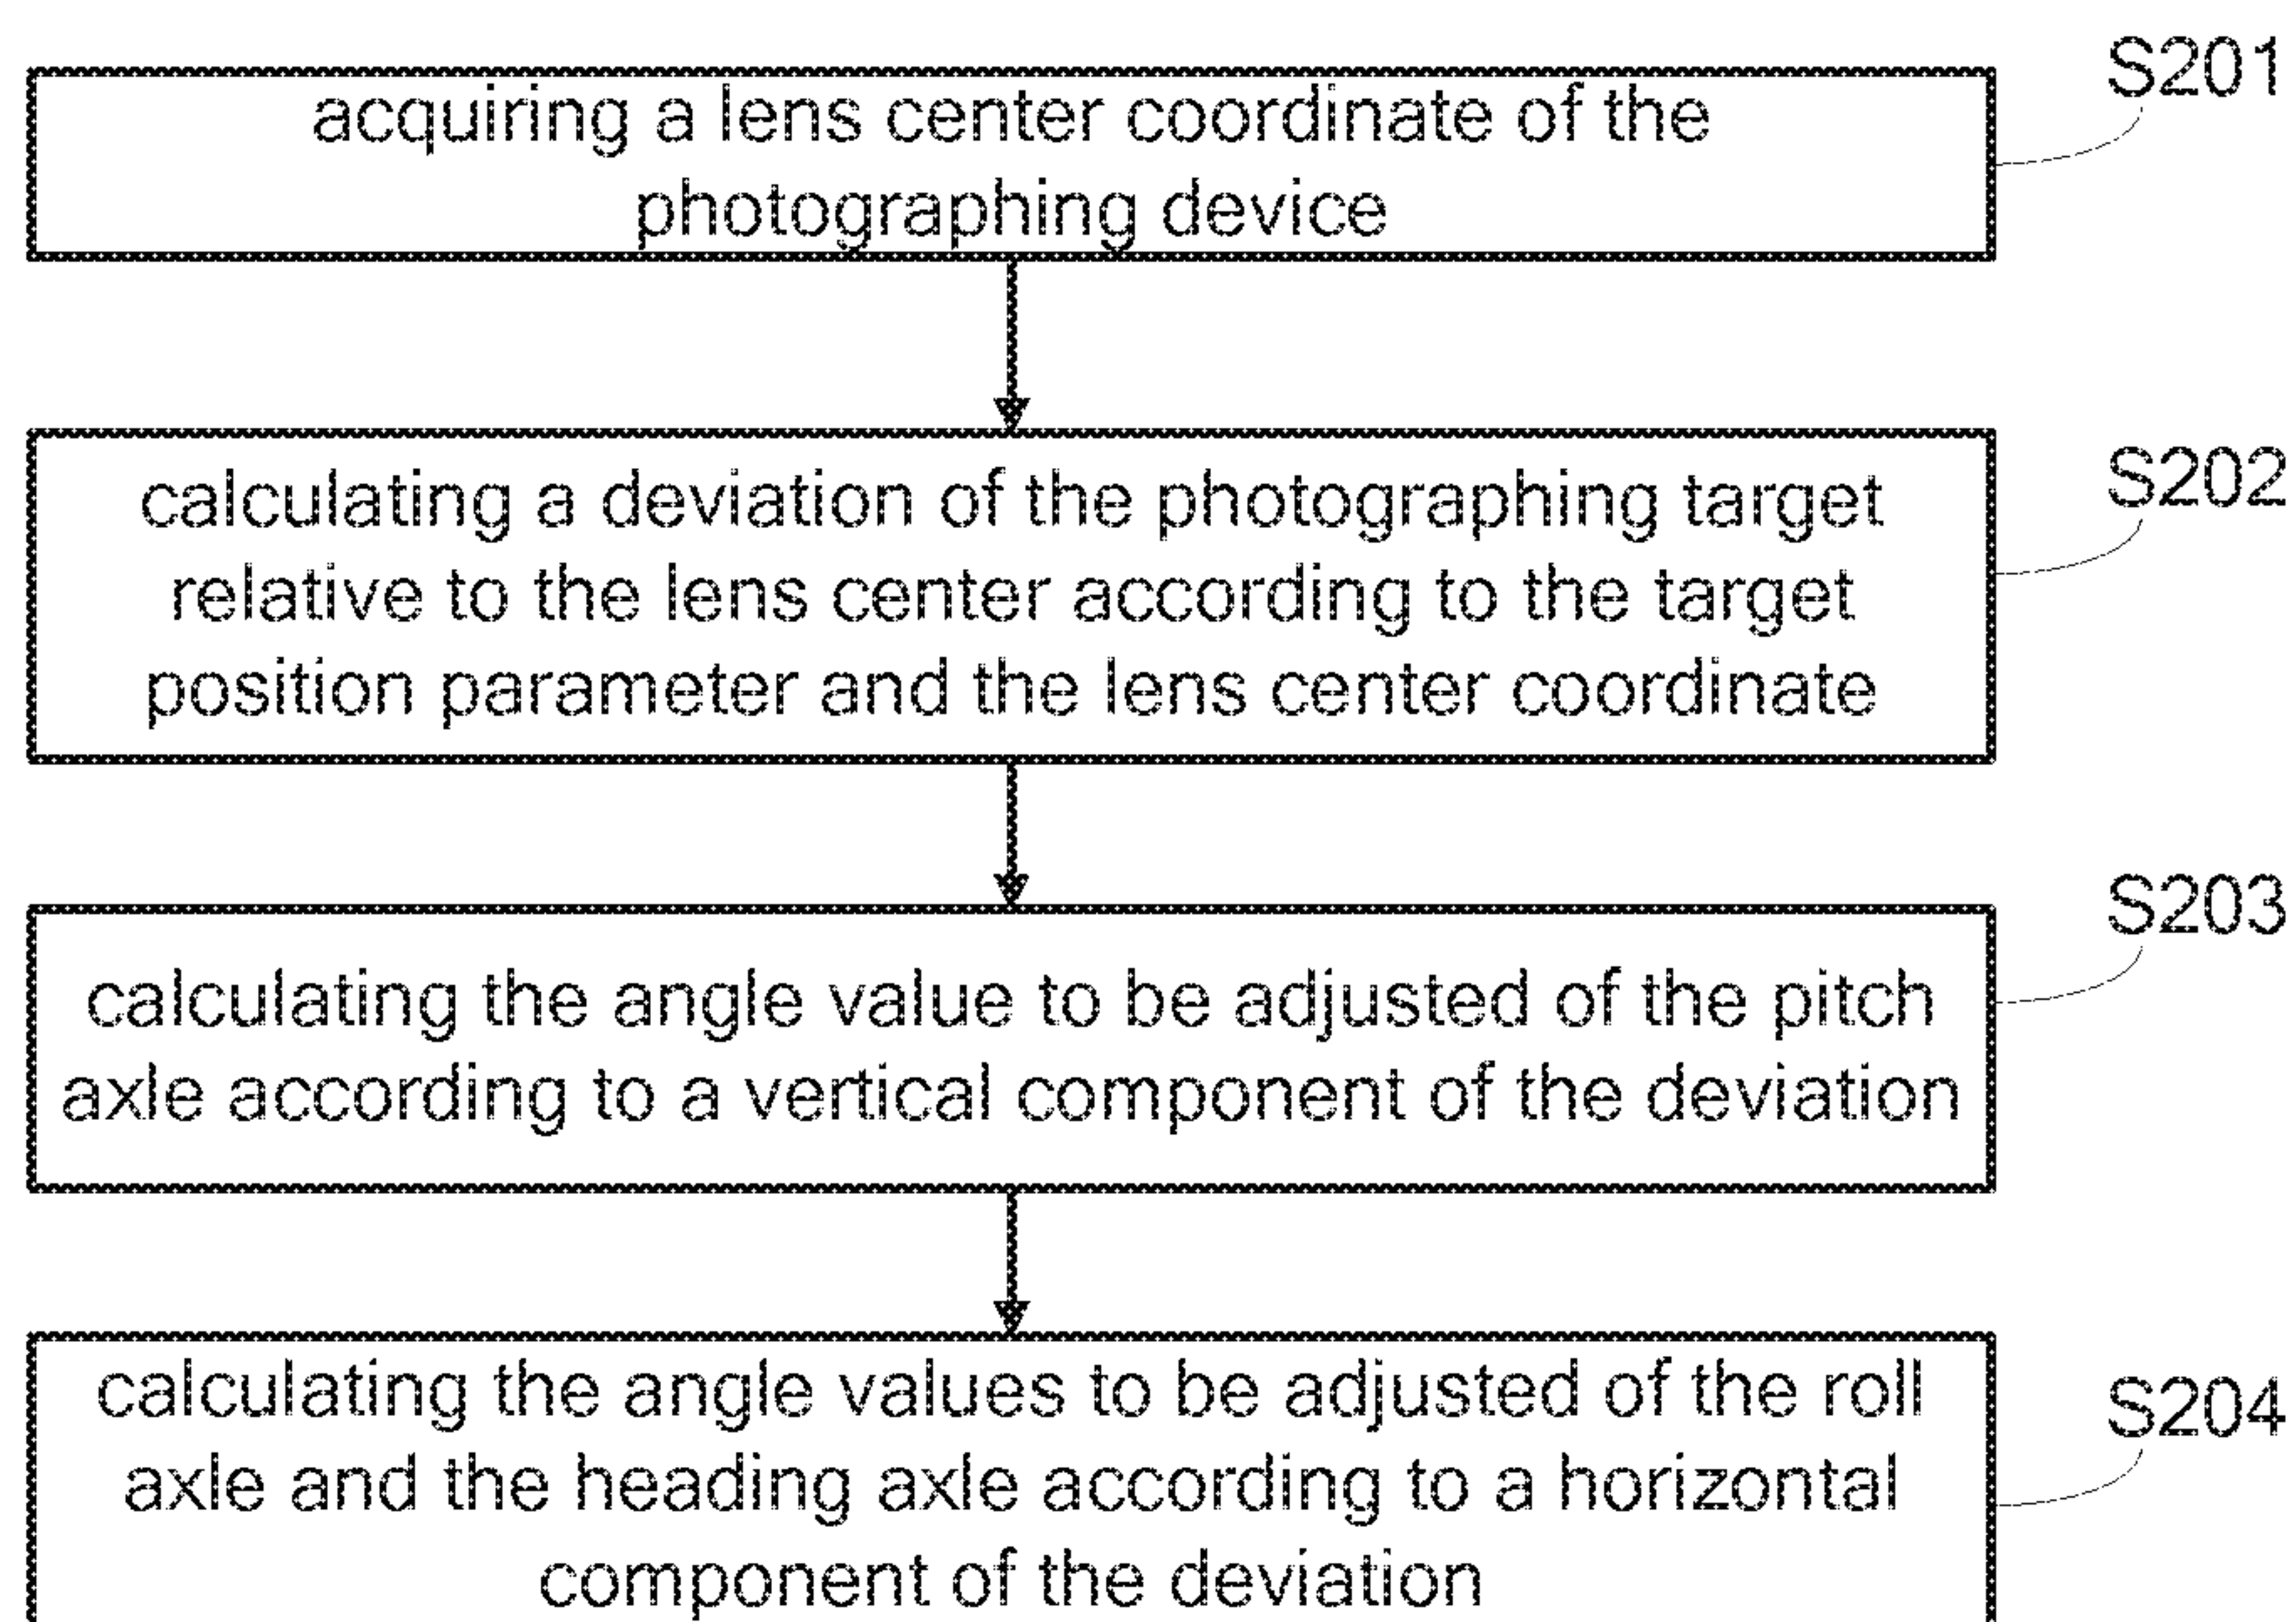 S201
acquiring a lens center coordinate of the
photographing device
S202
calculating a deviation of the photographing target
relative to the lens center according to the target
position parameter and the lens center coordinate
S203
calculating the angle value to be adjusted of the pitch
axle according to a vertical component of the deviation
S204
calculating the angle values to be adjusted of the roll
axle and the heading axle according to a horizontal
component of the deviation